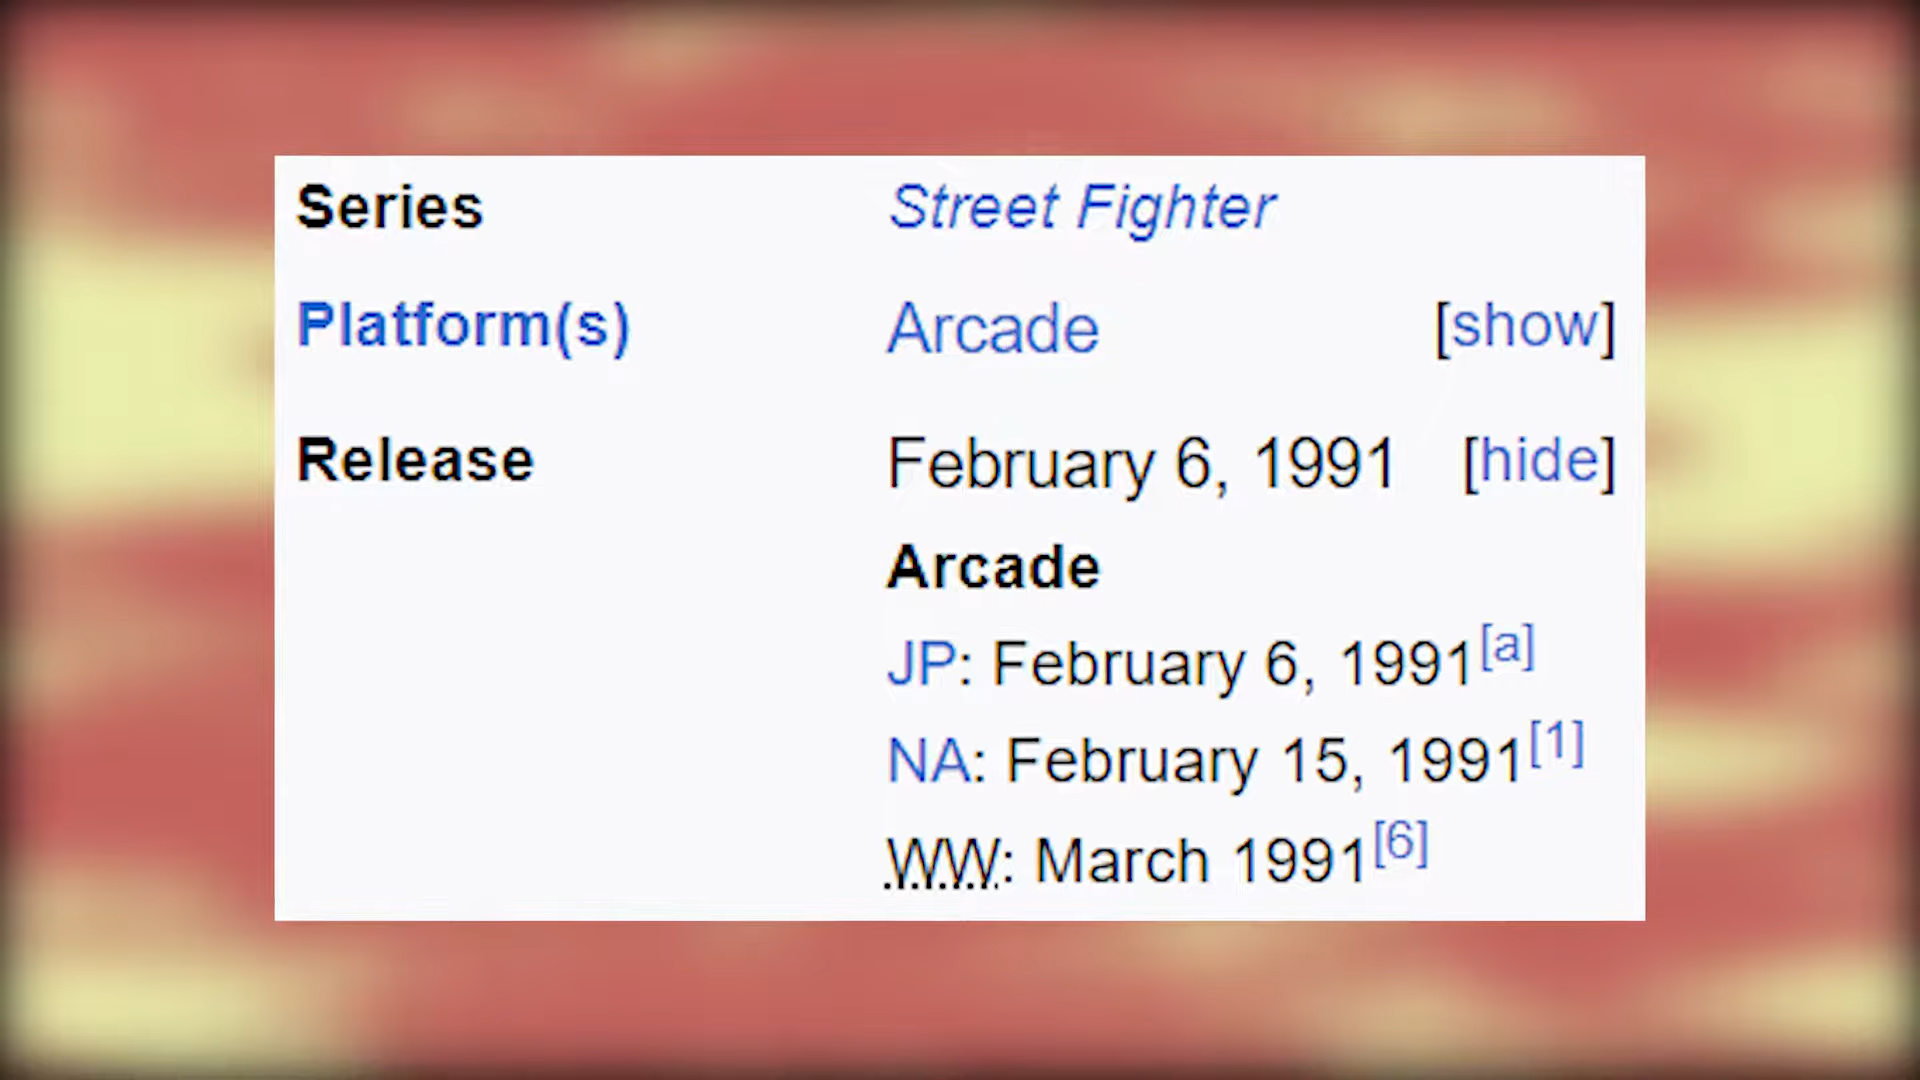 Series Street Fighter
Platform(s) Arcade [show]
Release February 6, 1991 [hide]
Arcade
JP: February 6, 1991[a]
NA: February 15, 1991[1]
WW: March 1991[6]